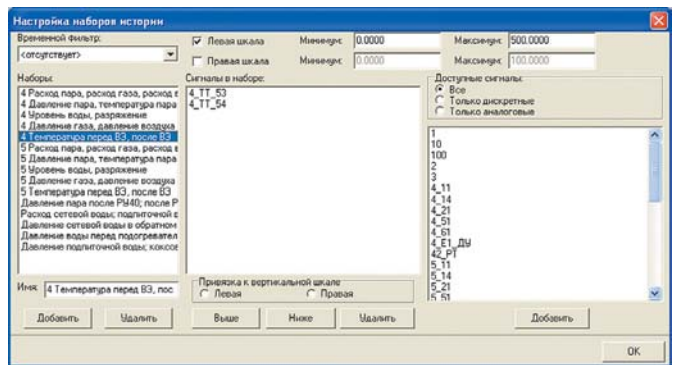 Настройка наборов истории
Временной фильтр:
<отсутствует>
Левая шкала Минимум: 0.0000 Максимум: 500.0000
Правая шкала Минимум: 0.0000 Максимум: 100.0000
Наборы:
4 Расход пара, расход газа, расход в
4 Давление пара, температура пара
4 Уровень воды, разряжение
4 Давление газа, давление воздуха
4 Температура перед ВЭ, после ВЭ
5 Расход пара, расход газа, расход в
5 Давление пара, температура пара
5 Уровень воды, разряжение
5 Давление газа, давление воздуха
5 Температура перед ВЭ, после ВЭ
Давление пара после РУ40; после Р
Расход сетевой воды; подпиточной в
Давление сетевой воды в обратном
Давление воды перед подогревател
Давление подпиточной воды; коксов
Имя: 4 Температура перед ВЭ, пос
Добавить Удалить
Сигналы в наборе:
4_TT_53
4_TT_54
Привязка к вертикальной шкале
Левая Правая
Выше Ниже Удалить
Доступные сигналы:
Все
Только дискретные
Только аналоговые
1
10
100
2
3
4_11
4_14
4_21
4_51
4_61
4_E1_ДУ
42_PT
5_11
5_14
5_21
5_51
Добавить
OK